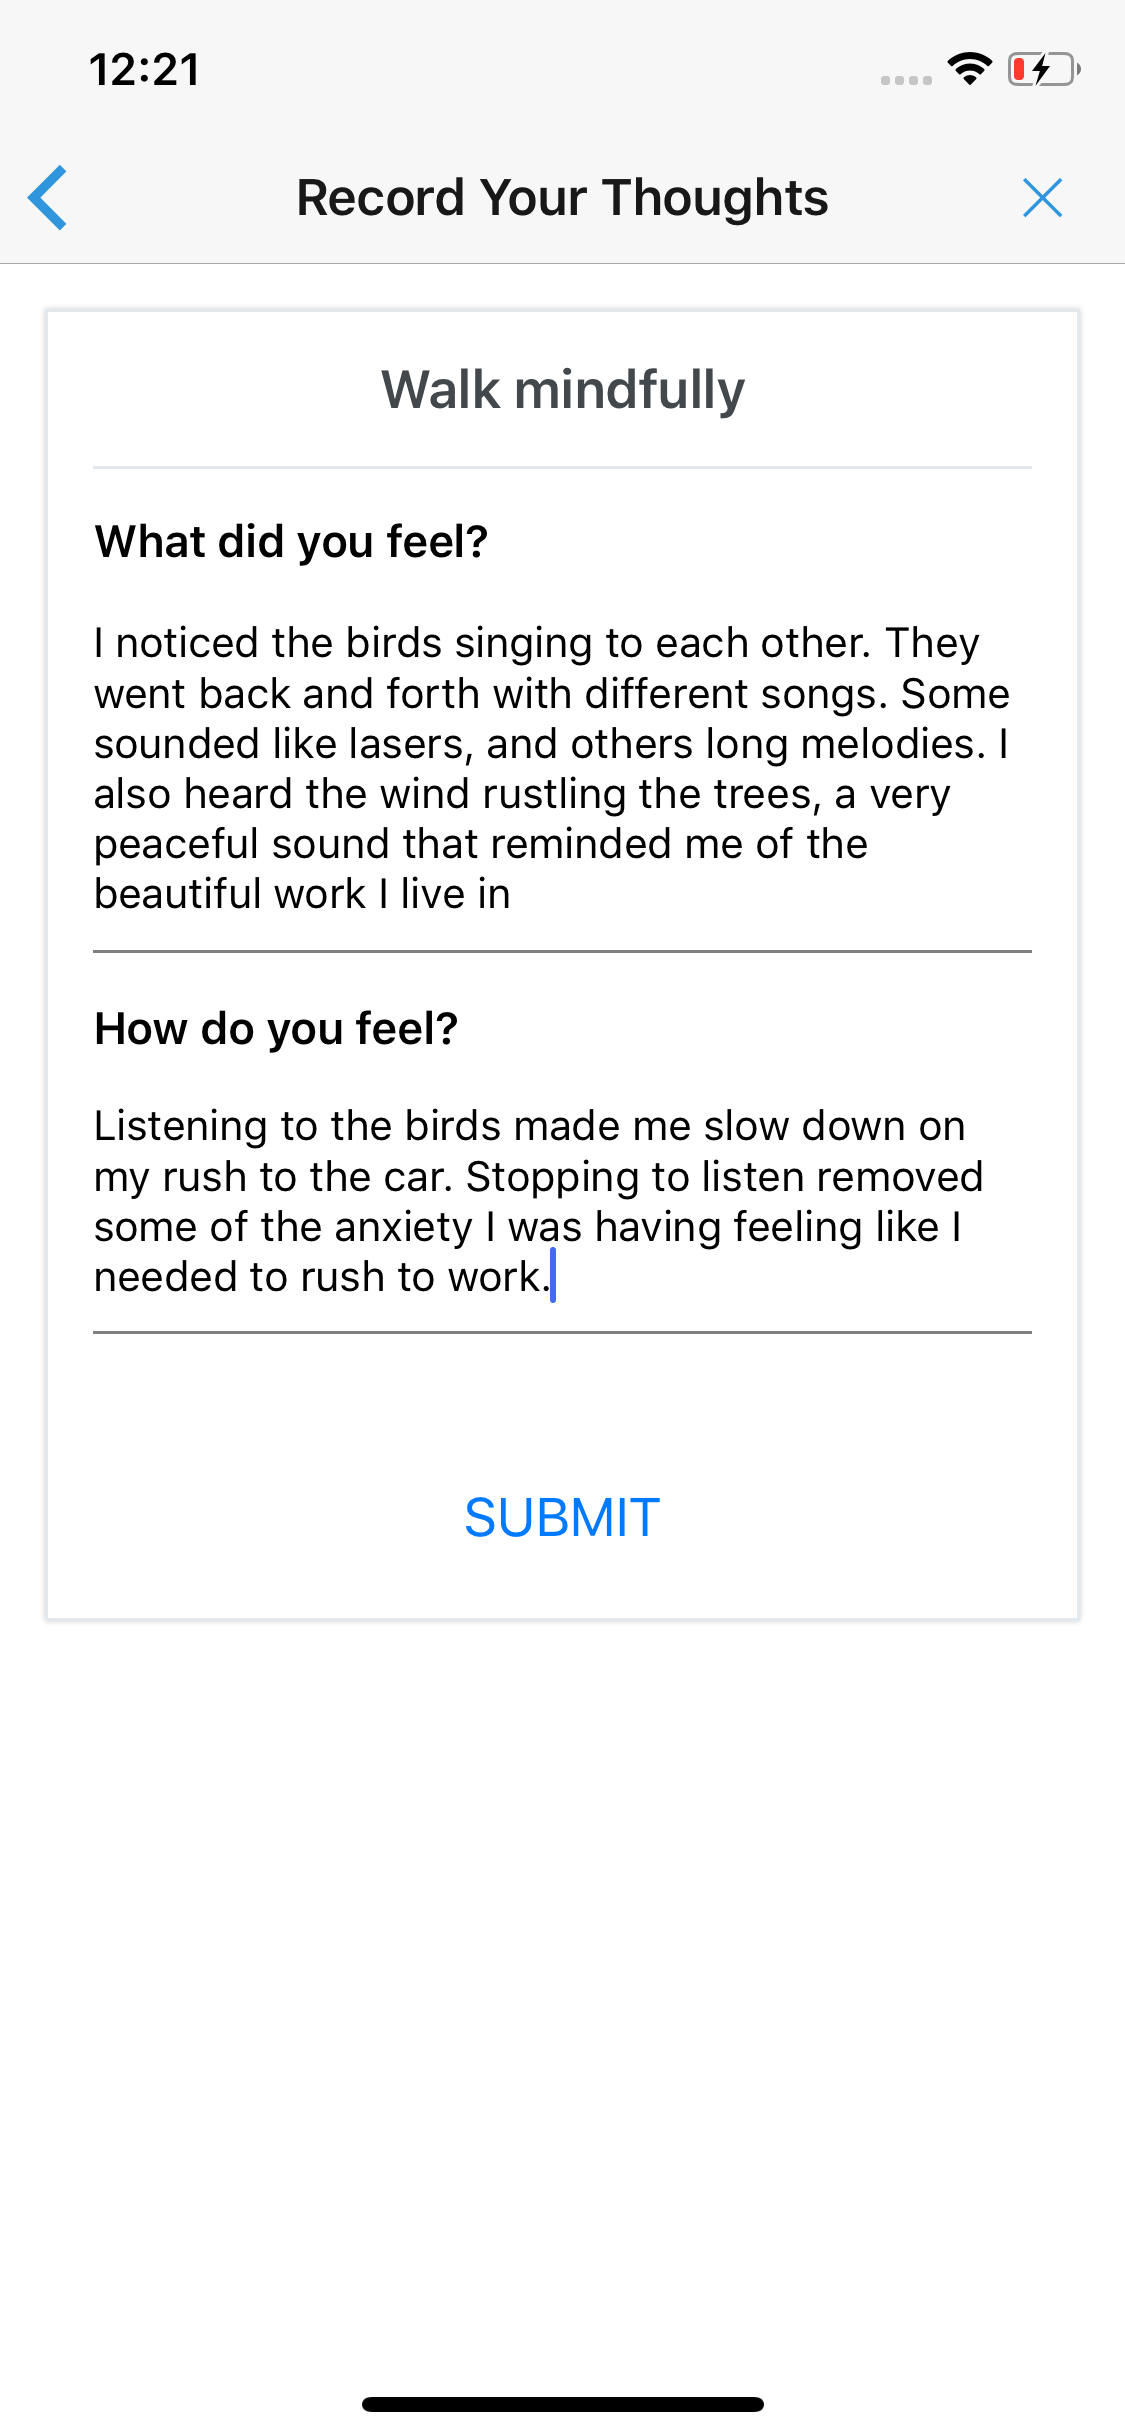 12:21
Record Your Thoughts
Walk mindfully
What did you feel?
I noticed the birds singing to each other. They
went back and forth with different songs. Some
sounded like lasers, and others long melodies. I
also heard the wind rustling the trees, a very
peaceful sound that reminded me of the
beautiful work I live in
How do you feel?
Listening to the birds made me slow down on
my rush to the car. Stopping to listen removed
some of the anxiety I was having feeling like I
needed to rush to work.
SUBMIT